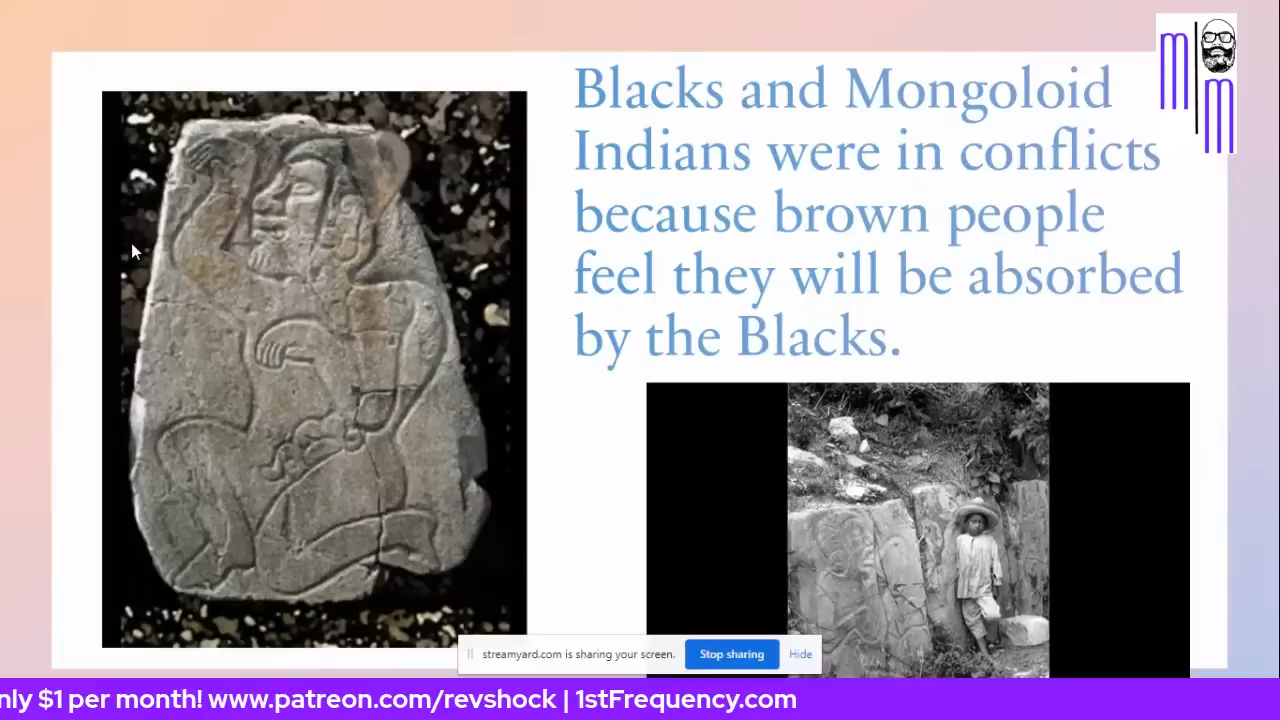 Blacks and Mongoloid
Indians were in conflicts
because brown people
feel they will be absorbed
by the Blacks.
m
m
streamyard.com is sharing your screen.
Stop sharing
Hide
nly $1 per month! www.patreon.com/revshock | 1stFrequency.com